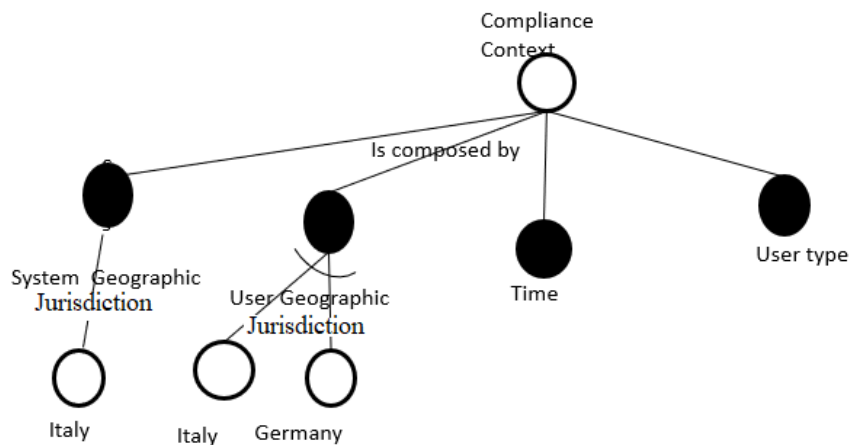 Compliance
Context
Is composed by
System Geographic
Jurisdiction
User Geographic
Jurisdiction
Time
User type
Italy
Italy
Germany